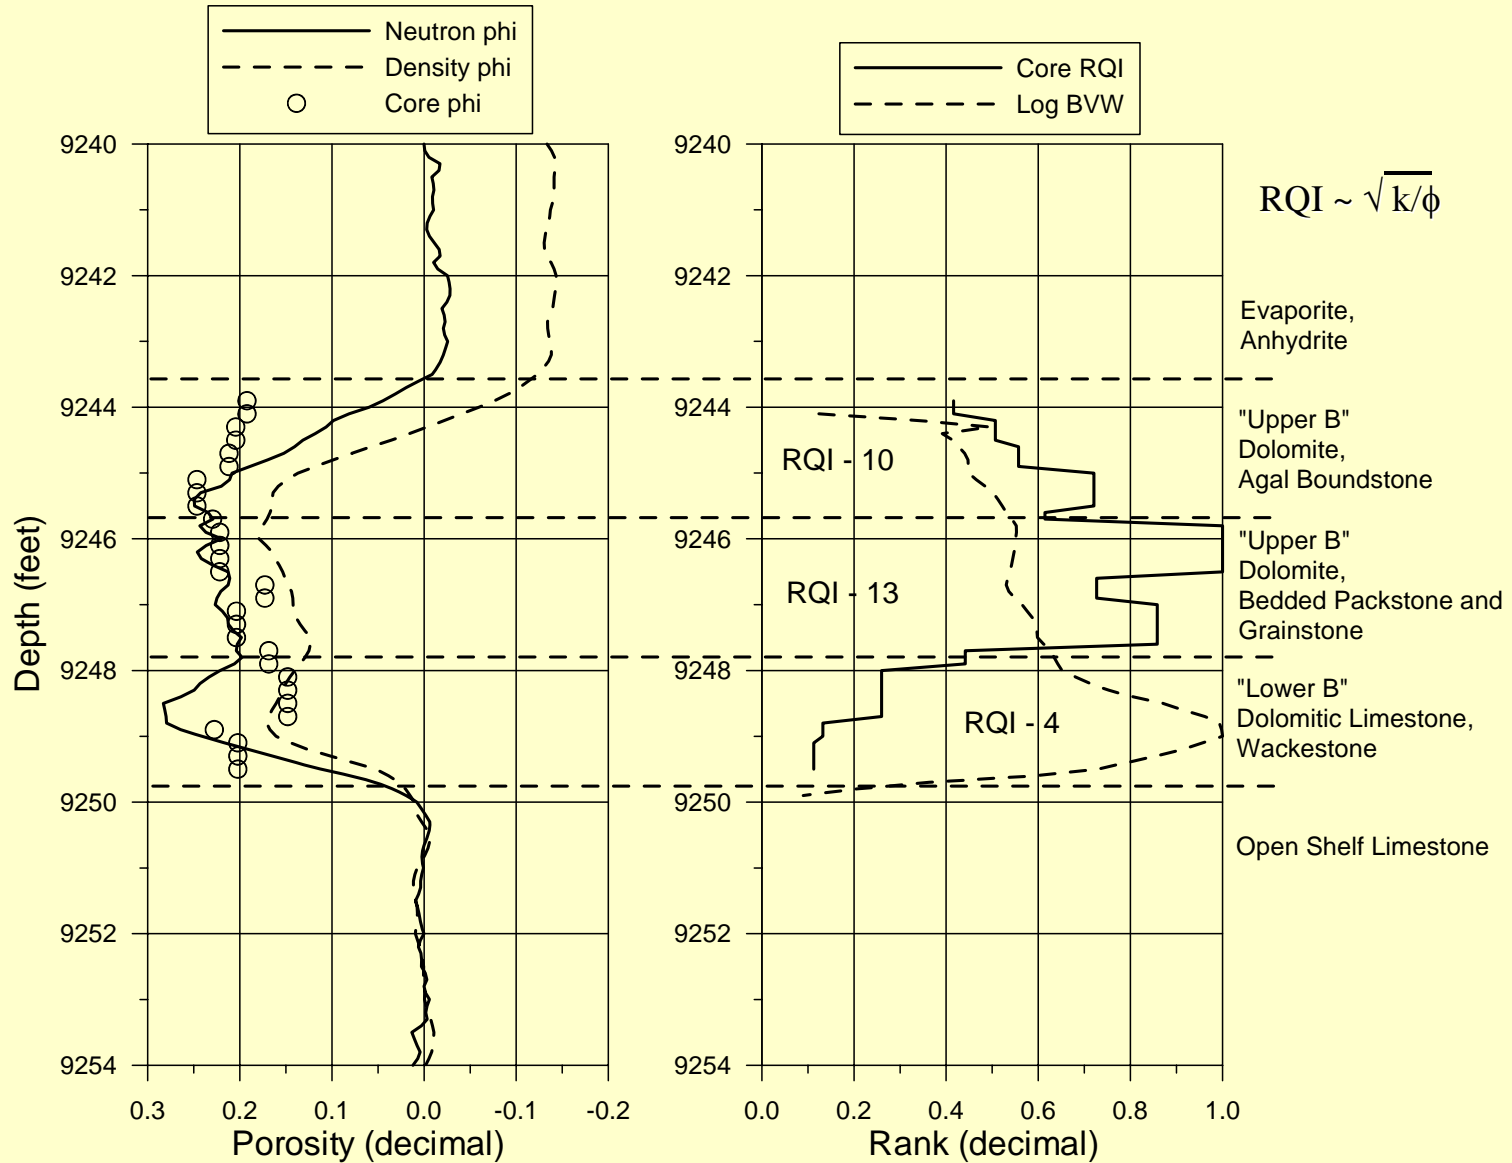 Neutron phi
Density phi
Core phi
Core RQI
Log BVW
9240
9242
9244
9246
9248
9250
9252
9254
Depth (feet)
0.3 0.2 0.1 0.0 -0.1 -0.2
Porosity (decimal)
9240
9242
9244
9246
9248
9250
9252
9254
RQI - 10
RQI - 13
RQI - 4
0.0 0.2 0.4 0.6 0.8 1.0
Rank (decimal)
RQI ~ √k/ϕ
Evaporite,
Anhydrite
"Upper B"
Dolomite,
Agal Boundstone
"Upper B"
Dolomite,
Bedded Packstone and
Grainstone
"Lower B"
Dolomitic Limestone,
Wackestone
Open Shelf Limestone